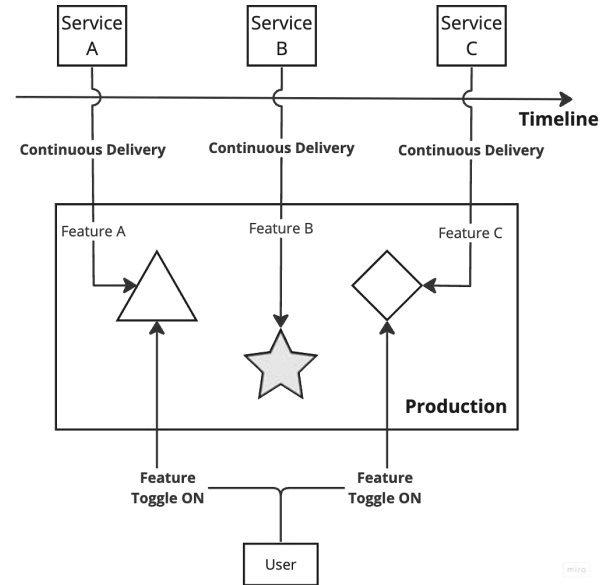 Service
A
Service
B
Service
C
Timeline
Continuous Delivery
Continuous Delivery
Continuous Delivery
Feature A
Feature B
Feature C
Production
Feature
Toggle ON
Feature
Toggle ON
User
miro